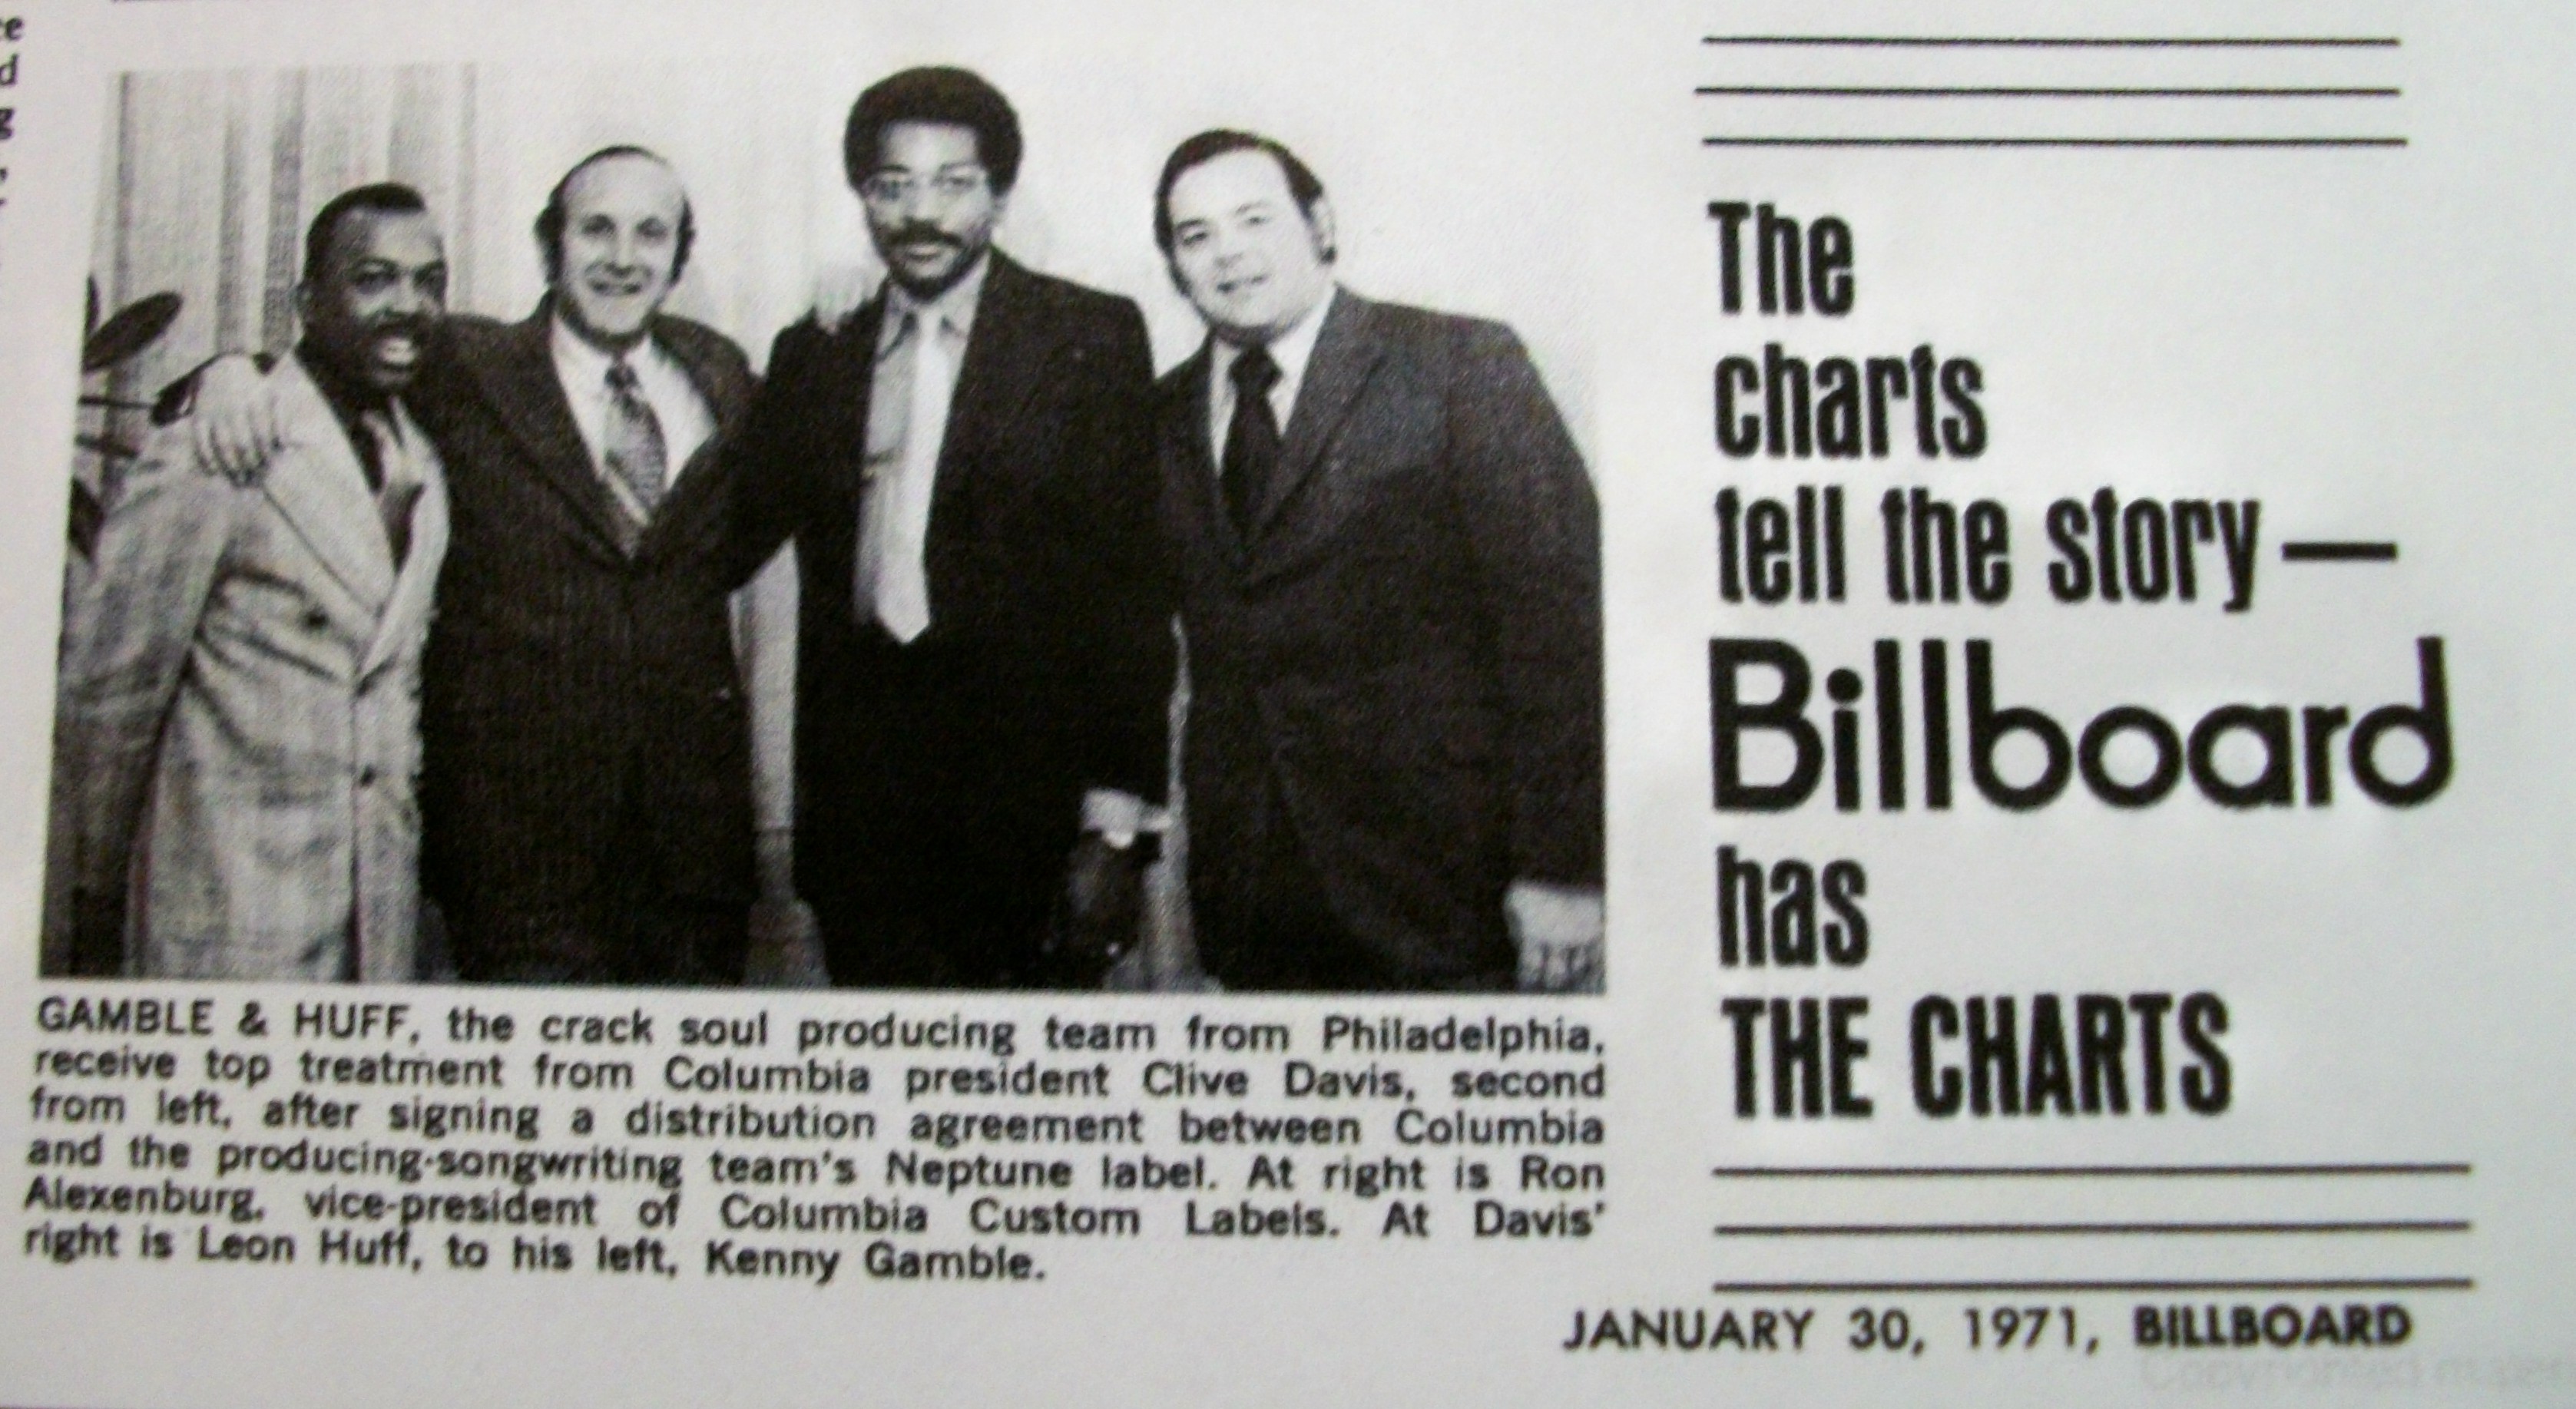 GAMBLE & HUFF, the crack soul producing team from Philadelphia,
receive top treatment from Columbia president Clive Davis, second
from left, after signing a distribution agreement between Columbia
and the producing-songwriting team's Neptune label. At right is Ron
Alexenburg, vice-president of Columbia Custom Labels. At Davis'
right is Leon Huff, to his left, Kenny Gamble.
The
charts
tell the story—
Billboard
has
THE CHARTS
JANUARY 30, 1971, BILLBOARD
Copyrighted